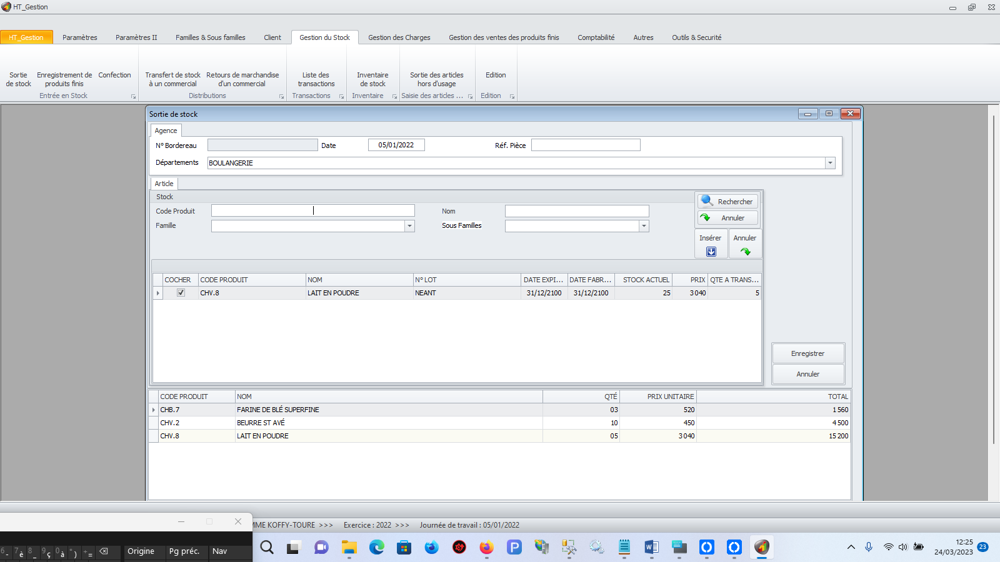 HT_Gestion
HT_Gestion Paramètres Paramètres II Familles & Sous familles Client Gestion du Stock Gestion des Charges Gestion des ventes des produits finis Comptabilité Autres Outils & Securité
Sortie de stock Enregistrement de produits finis Confection Transfert de stock à un commercial Retours de marchandise d'un commercial Liste des transactions Inventaire de stock Sortie des articles hors d'usage Edition
Entrée en Stock Distributions Transactions Inventaire Saisie des articles ... Edition
Sortie de stock
Agence
N° Bordereau Date 05/01/2022 Réf. Pièce
Départements BOULANGERIE
Article
Stock
Code Produit Nom Rechercher
Annuler
Famille Sous Familles
Insérer Annuler
COCHER CODE PRODUIT NOM N° LOT DATE EXPI... DATE FABR... STOCK ACTUEL PRIX QTE A TRANS...
CHV.8 LAIT EN POUDRE NEANT 31/12/2100 31/12/2100 25 3 040 5
Enregistrer
Annuler
CODE PRODUIT NOM QTÉ PRIX UNITAIRE TOTAL
CHB.7 FARINE DE BLÉ SUPERFINE 03 520 1 560
CHV.2 BEURRE ST AVÉ 10 450 4 500
CHV.8 LAIT EN POUDRE 05 3 040 15 200
MME KOFFY-TOURE >>> Exercice : 2022 >>> Journée de travail : 05/01/2022
6 - 7 è 8 _ 9 ç 0 à ° ) + = Origine Pg préc. Nav
12:25
24/03/2023 23